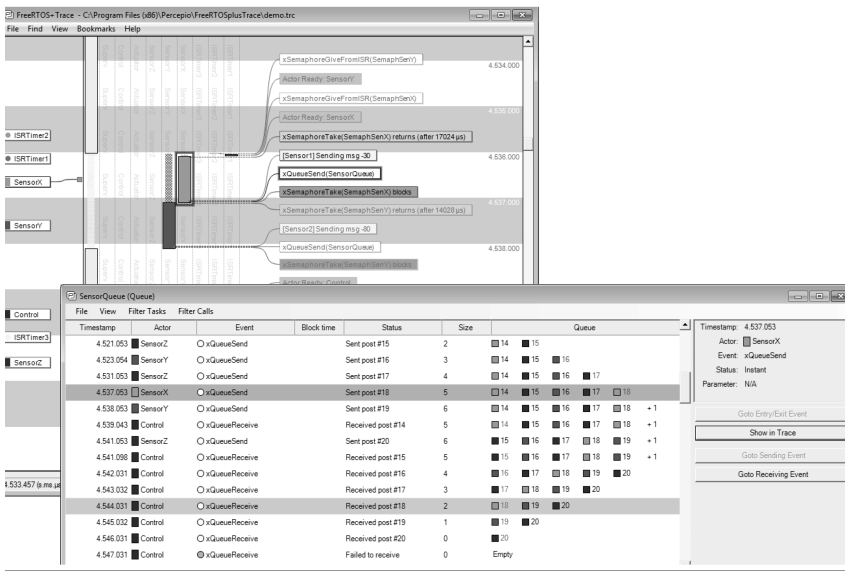 FreeRTOS+Trace - C:\Program Files (x86)\Percepio\FreeRTOSplusTrace\demo.trc
File Find View Bookmarks Help
xSemaphoreGiveFromISR(SemaphSenY)
4.534.000
Actor Ready: SensorY
xSemaphoreGiveFromISR(SemaphSenX)
4.535.000
Actor Ready: SensorX
ISRTimer2
xSemaphoreTake(SemaphSenX) returns (after 17024 µs)
ISRTimer1
[Sensor1] Sending msg -30
4.536.000
xQueueSend(SensorQueue)
SensorX
xSemaphoreTake(SemaphSenX) blocks
4.537.000
xSemaphoreTake(SemaphSenY) returns (after 14028 µs)
SensorY
[Sensor2] Sending msg -80
xQueueSend(SensorQueue)
4.538.000
xSemaphoreTake(SemaphSenY) blocks
Actor Ready: Control
Control
ISRTimer3
SensorZ
4.533.457 (s.ms.µs
SensorQueue (Queue)
File View Filter Tasks Filter Calls
Timestamp Actor Event Block time Status Size Queue
4.521.053 SensorZ xQueueSend Sent post #15 2 14 15
4.523.054 SensorY xQueueSend Sent post #16 3 14 15 16
4.531.053 SensorZ xQueueSend Sent post #17 4 14 15 16 17
4.537.053 SensorX xQueueSend Sent post #18 5 14 15 16 17 18
4.538.053 SensorY xQueueSend Sent post #19 6 14 15 16 17 18 + 1
4.539.043 Control xQueueReceive Received post #14 5 14 15 16 17 18 + 1
4.541.053 SensorZ xQueueSend Sent post #20 6 15 16 17 18 19 + 1
4.541.098 Control xQueueReceive Received post #15 5 15 16 17 18 19 + 1
4.542.031 Control xQueueReceive Received post #16 4 16 17 18 19 20
4.543.032 Control xQueueReceive Received post #17 3 17 18 19 20
4.544.031 Control xQueueReceive Received post #18 2 18 19 20
4.545.032 Control xQueueReceive Received post #19 1 19 20
4.546.031 Control xQueueReceive Received post #20 0 20
4.547.031 Control xQueueReceive Failed to receive 0 Empty
Timestamp: 4.537.053
Actor: SensorX
Event: xQueueSend
Status: Instant
Parameter: N/A
Goto Entry/Exit Event
Show in Trace
Goto Sending Event
Goto Receiving Event